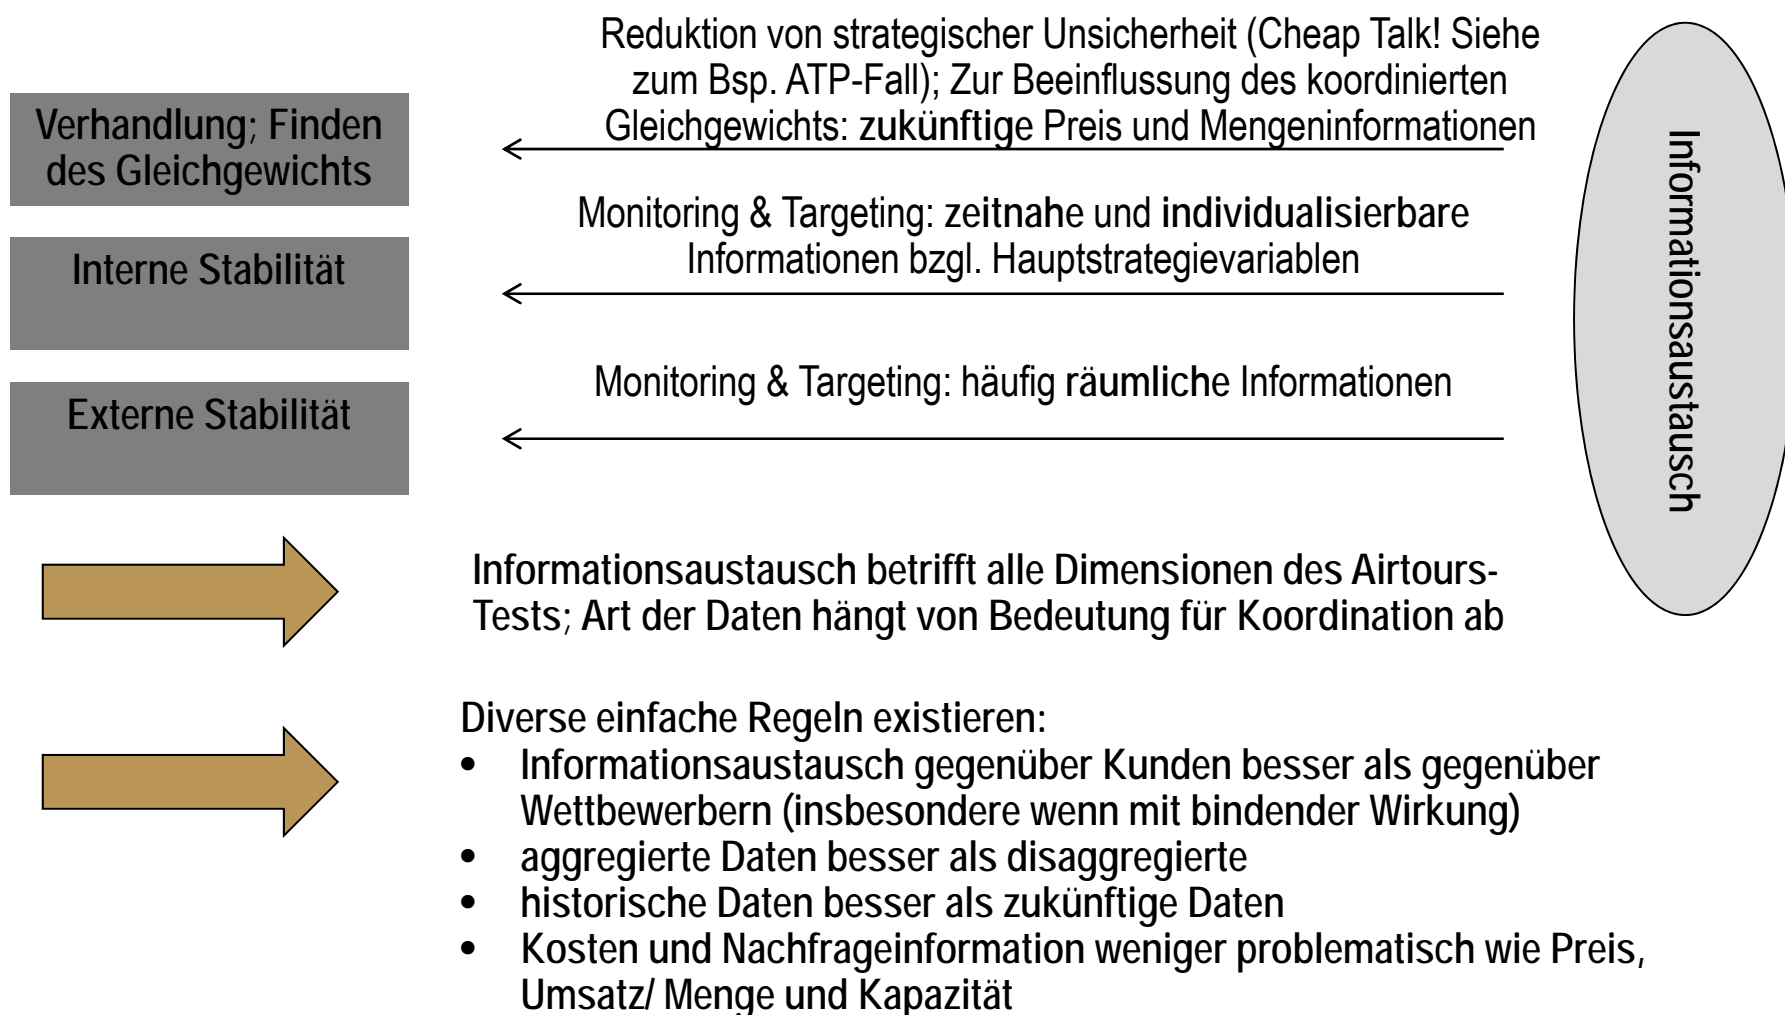 Reduktion von strategischer Unsicherheit (Cheap Talk! Siehe
zum Bsp. ATP-Fall); Zur Beeinflussung des koordinierten
Gleichgewichts: zukünftige Preis und Mengeninformationen
Verhandlung; Finden
des Gleichgewichts
Monitoring & Targeting: zeitnahe und individualisierbare
Informationen bzgl. Hauptstrategievariablen
Interne Stabilität
Monitoring & Targeting: häufig räumliche Informationen
Externe Stabilität
Informationsaustausch
Informationsaustausch betrifft alle Dimensionen des Airtours-
Tests; Art der Daten hängt von Bedeutung für Koordination ab
Diverse einfache Regeln existieren:
• Informationsaustausch gegenüber Kunden besser als gegenüber
Wettbewerbern (insbesondere wenn mit bindender Wirkung)
• aggregierte Daten besser als disaggregierte
• historische Daten besser als zukünftige Daten
• Kosten und Nachfrageinformation weniger problematisch wie Preis,
Umsatz/ Menge und Kapazität